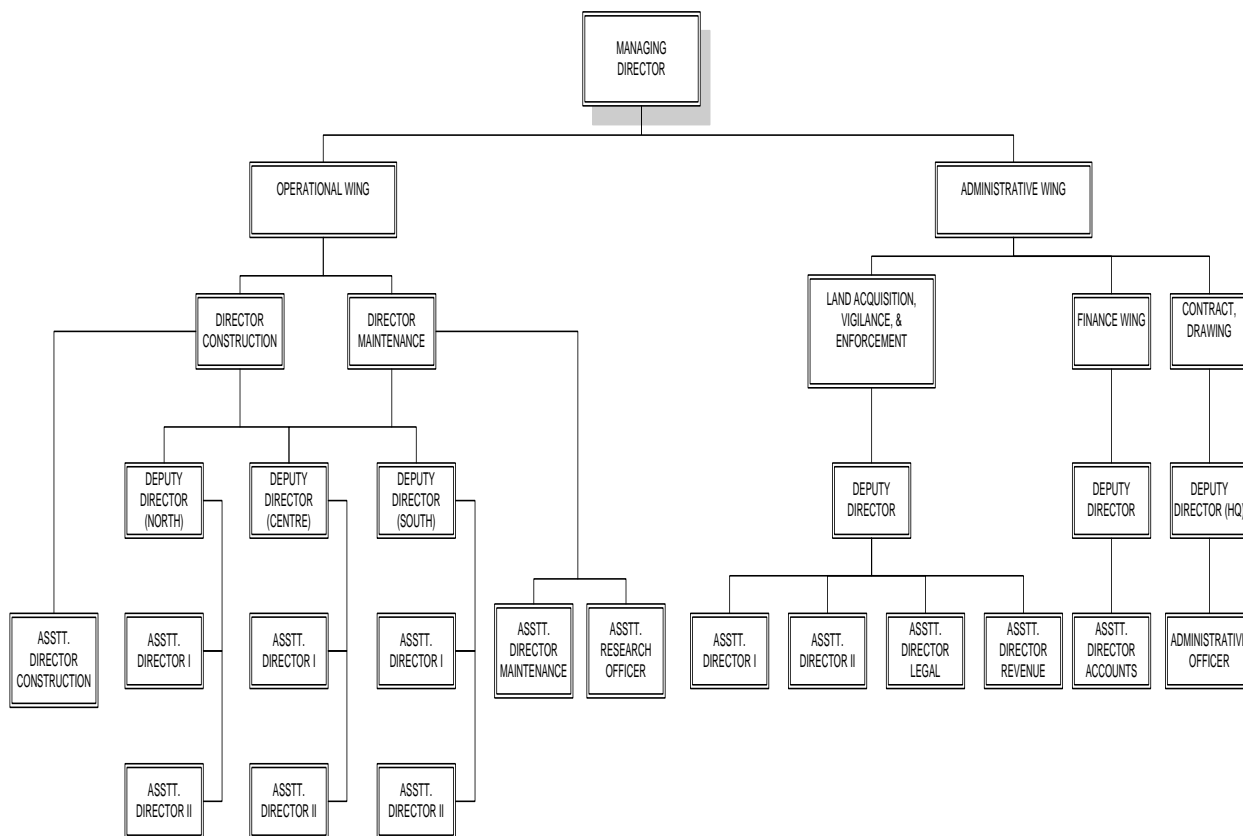 MANAGING
DIRECTOR
OPERATIONAL WING
ADMINISTRATIVE WING
DIRECTOR
CONSTRUCTION
DIRECTOR
MAINTENANCE
LAND ACQUISITION,
VIGILANCE, &
ENFORCEMENT
FINANCE WING
CONTRACT,
DRAWING
DEPUTY
DIRECTOR
(NORTH)
DEPUTY
DIRECTOR
(CENTRE)
DEPUTY
DIRECTOR
(SOUTH)
DEPUTY
DIRECTOR
DEPUTY
DIRECTOR
DEPUTY
DIRECTOR (HQ)
ASSTT.
DIRECTOR
CONSTRUCTION
ASSTT.
DIRECTOR I
ASSTT.
DIRECTOR I
ASSTT.
DIRECTOR I
ASSTT.
DIRECTOR
MAINTENANCE
ASSTT.
RESEARCH
OFFICER
ASSTT.
DIRECTOR I
ASSTT.
DIRECTOR II
ASSTT.
DIRECTOR
LEGAL
ASSTT.
DIRECTOR
REVENUE
ASSTT.
DIRECTOR
ACCOUNTS
ADMINISTRATIVE
OFFICER
ASSTT.
DIRECTOR II
ASSTT.
DIRECTOR II
ASSTT.
DIRECTOR II